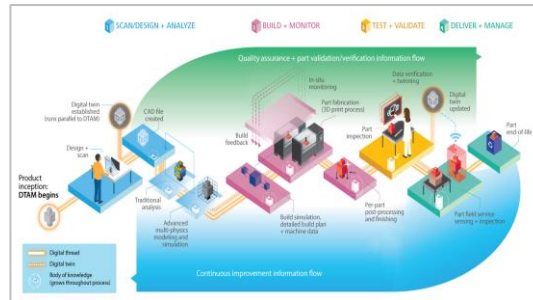 SCAN/DESIGN + ANALYZE
BUILD + MONITOR
TEST + VALIDATE
DELIVER + MANAGE
Quality assurance + part validation/verification information flow
Digital twin
established
(runs parallel to DTAM)
CAD file
created
In-situ
monitoring
Data verification
+ twinning
Digital
twin
updated
Part fabrication
(3D print process)
Design +
scan
Build
feedback
Part
inspection
Part
end-of-life
Product
inception:
DTAM begins
Traditional
analysis
Advanced
multi-physics
modeling and
simulation
Build simulation,
detailed build plan
+ machine data
Per-part
post-processing
and finishing
Part field service
sensing + inspection
Digital thread
Digital twin
Body of knowledge
(grows throughout process)
Continuous improvement information flow